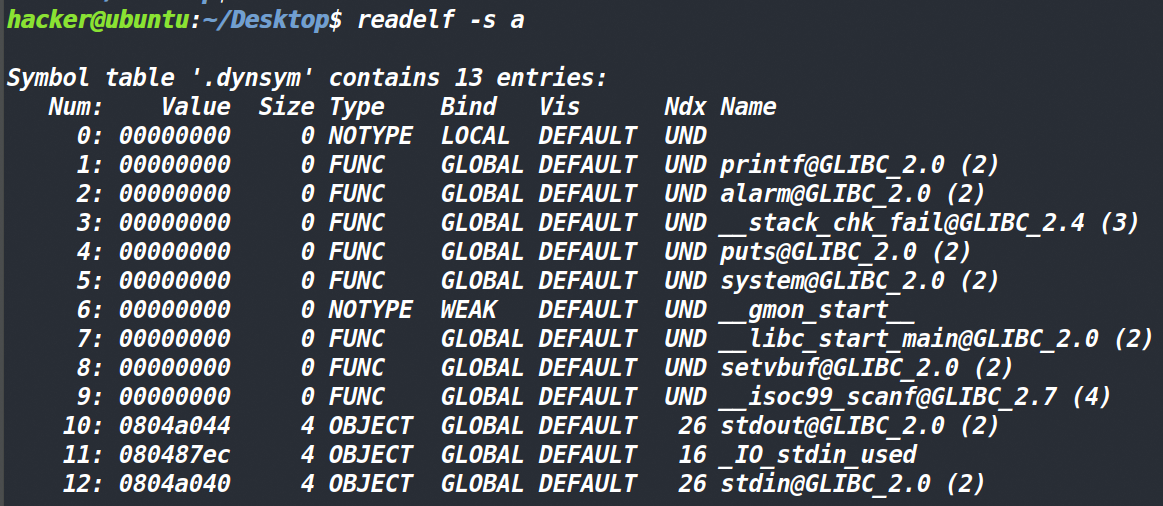 hacker@ubuntu:~/Desktop$ readelf -s a
Symbol table '.dynsym' contains 13 entries:
   Num:    Value  Size Type    Bind   Vis      Ndx Name
     0: 00000000     0 NOTYPE  LOCAL  DEFAULT  UND
     1: 00000000     0 FUNC    GLOBAL DEFAULT  UND printf@GLIBC_2.0 (2)
     2: 00000000     0 FUNC    GLOBAL DEFAULT  UND alarm@GLIBC_2.0 (2)
     3: 00000000     0 FUNC    GLOBAL DEFAULT  UND __stack_chk_fail@GLIBC_2.4 (3)
     4: 00000000     0 FUNC    GLOBAL DEFAULT  UND puts@GLIBC_2.0 (2)
     5: 00000000     0 FUNC    GLOBAL DEFAULT  UND system@GLIBC_2.0 (2)
     6: 00000000     0 NOTYPE  WEAK   DEFAULT  UND __gmon_start__
     7: 00000000     0 FUNC    GLOBAL DEFAULT  UND __libc_start_main@GLIBC_2.0 (2)
     8: 00000000     0 FUNC    GLOBAL DEFAULT  UND setvbuf@GLIBC_2.0 (2)
     9: 00000000     0 FUNC    GLOBAL DEFAULT  UND __isoc99_scanf@GLIBC_2.7 (4)
    10: 0804a044     4 OBJECT  GLOBAL DEFAULT   26 stdout@GLIBC_2.0 (2)
    11: 080487ec     4 OBJECT  GLOBAL DEFAULT   16 _IO_stdin_used
    12: 0804a040     4 OBJECT  GLOBAL DEFAULT   26 stdin@GLIBC_2.0 (2)